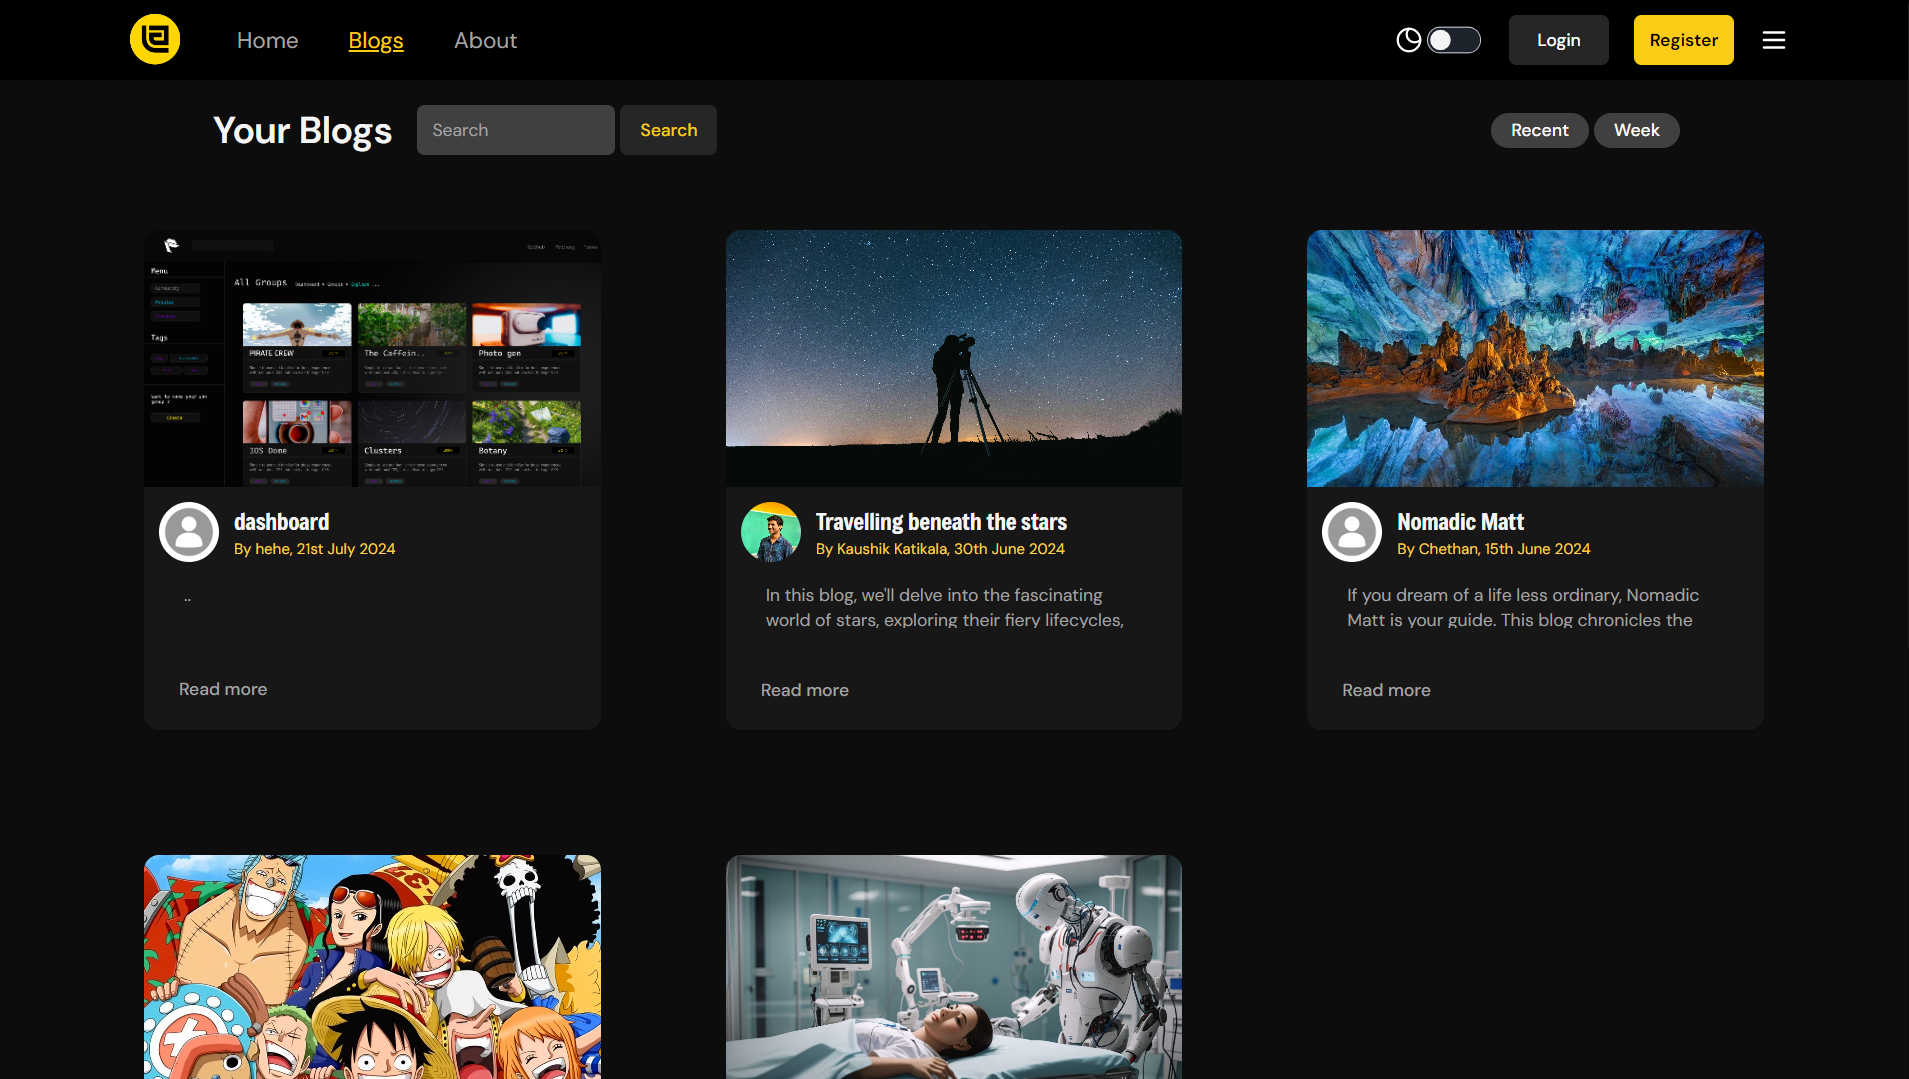 Home
Blogs
About
Login
Register
Your Blogs
Search
Search
Recent
Week
Menu
Tags
All Groups
PIRATE CREW
The Caffein..
Photo gen
IOS Done
Clusters
Botany
dashboard
By hehe, 21st July 2024
..
Read more
Travelling beneath the stars
By Kaushik Katikala, 30th June 2024
In this blog, we'll delve into the fascinating
world of stars, exploring their fiery lifecycles,
Read more
Nomadic Matt
By Chethan, 15th June 2024
If you dream of a life less ordinary, Nomadic
Matt is your guide. This blog chronicles the
Read more